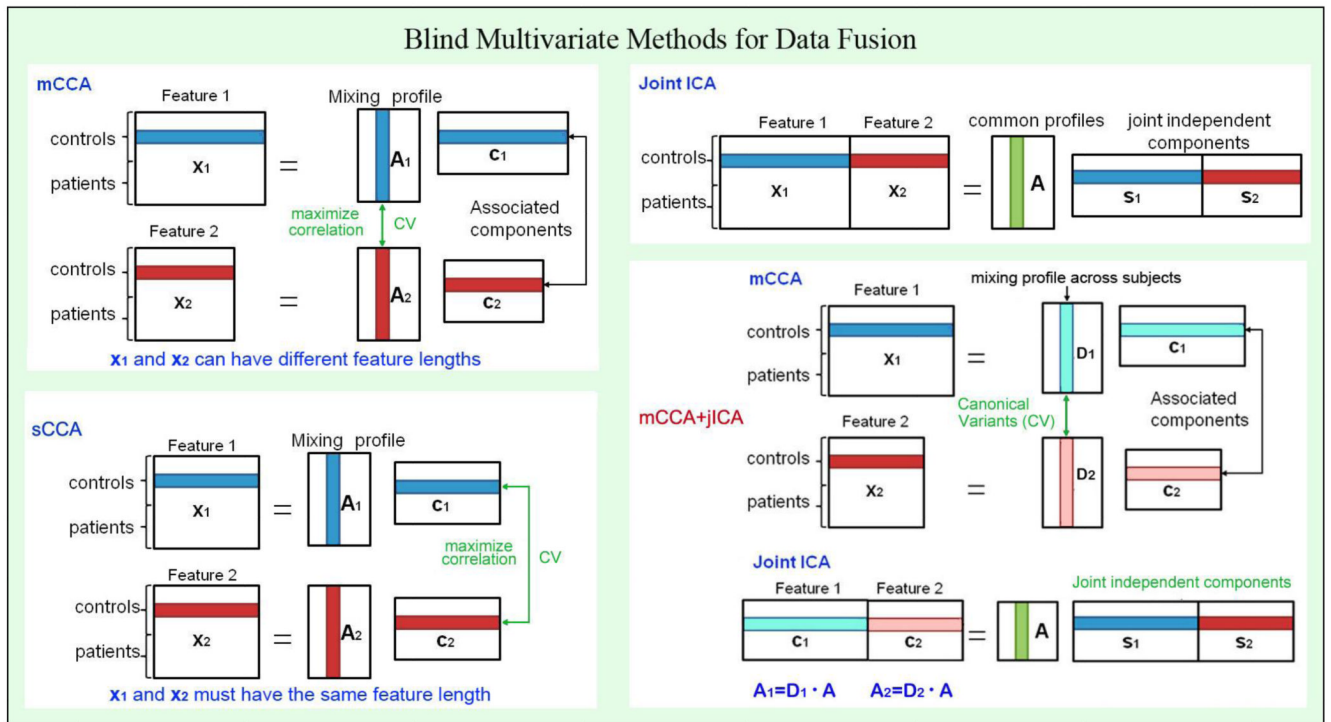 Blind Multivariate Methods for Data Fusion
mCCA
Feature 1
Mixing profile
controls
patients
X1
=
A1
C1
maximize
correlation
CV
Associated
components
Feature 2
controls
patients
X2
=
A2
C2
x1 and x2 can have different feature lengths
sCCA
Feature 1
Mixing profile
controls
patients
X1
=
A1
C1
maximize
correlation
CV
Feature 2
controls
patients
X2
=
A2
C2
x1 and x2 must have the same feature length
Joint ICA
Feature 1
Feature 2
common profiles
joint independent
components
controls
patients
X1
X2
=
A
S1
S2
mCCA
mixing profile across subjects
Feature 1
controls
patients
X1
=
D1
C1
mCCA+jICA
Canonical
Variants (CV)
Associated
components
Feature 2
controls
patients
X2
=
D2
C2
Joint ICA
Feature 1
Feature 2
Joint independent components
C1
C2
=
A
S1
S2
A1=D1 · A
A2=D2 · A